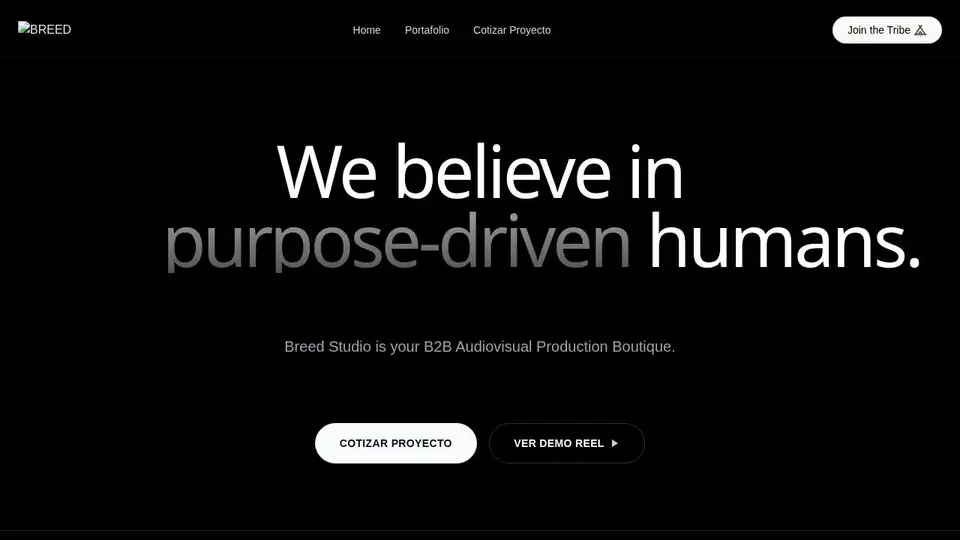 BREED
Home
Portafolio
Cotizar Proyecto
Join the Tribe
We believe in
purpose-driven humans.
Breed Studio is your B2B Audiovisual Production Boutique.
COTIZAR PROYECTO
VER DEMO REEL